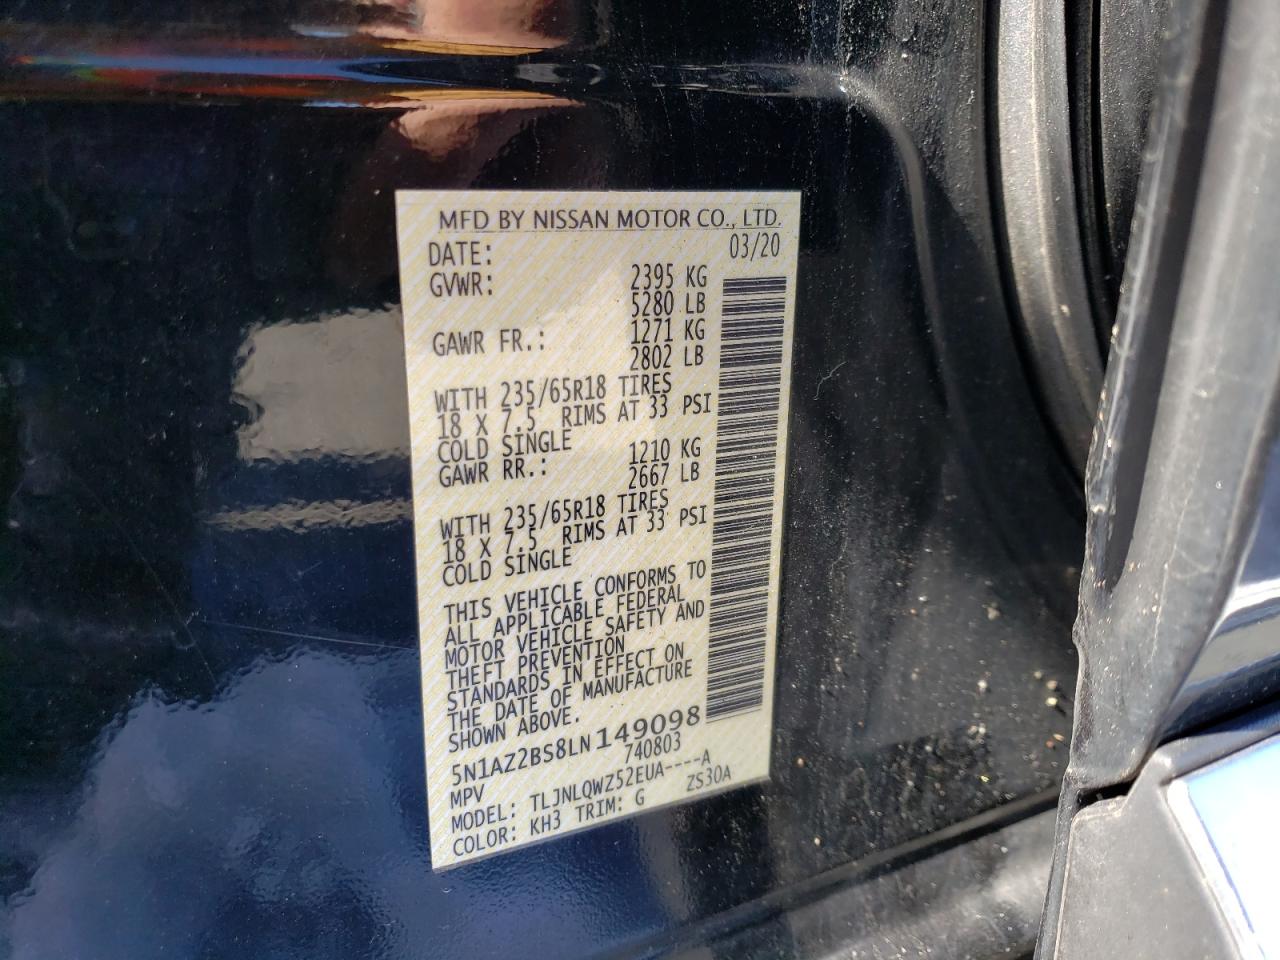 MFD BY NISSAN MOTOR CO., LTD.
DATE: 03/20
GVWR: 2395 KG
5280 LB
GAWR FR.: 1271 KG
2802 LB
WITH 235/65R18 TIRES
18 X 7.5 RIMS AT 33 PSI
COLD SINGLE
GAWR RR.: 1210 KG
2667 LB
WITH 235/65R18 TIRES
18 X 7.5 RIMS AT 33 PSI
COLD SINGLE
THIS VEHICLE CONFORMS TO
ALL APPLICABLE FEDERAL
MOTOR VEHICLE SAFETY AND
THEFT PREVENTION
STANDARDS IN EFFECT ON
THE DATE OF MANUFACTURE
SHOWN ABOVE.
5N1AZ2BS8LN149098
MPV 740803
MODEL: TLJNLQWZ52EUA----A
COLOR: KH3 TRIM: G ZS30A